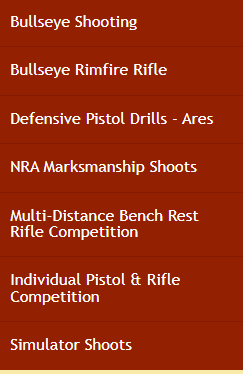 Bullseye Shooting
Bullseye Rimfire Rifle
Defensive Pistol Drills - Ares
NRA Marksmanship Shoots
Multi-Distance Bench Rest
Rifle Competition
Individual Pistol & Rifle
Competition
Simulator Shoots